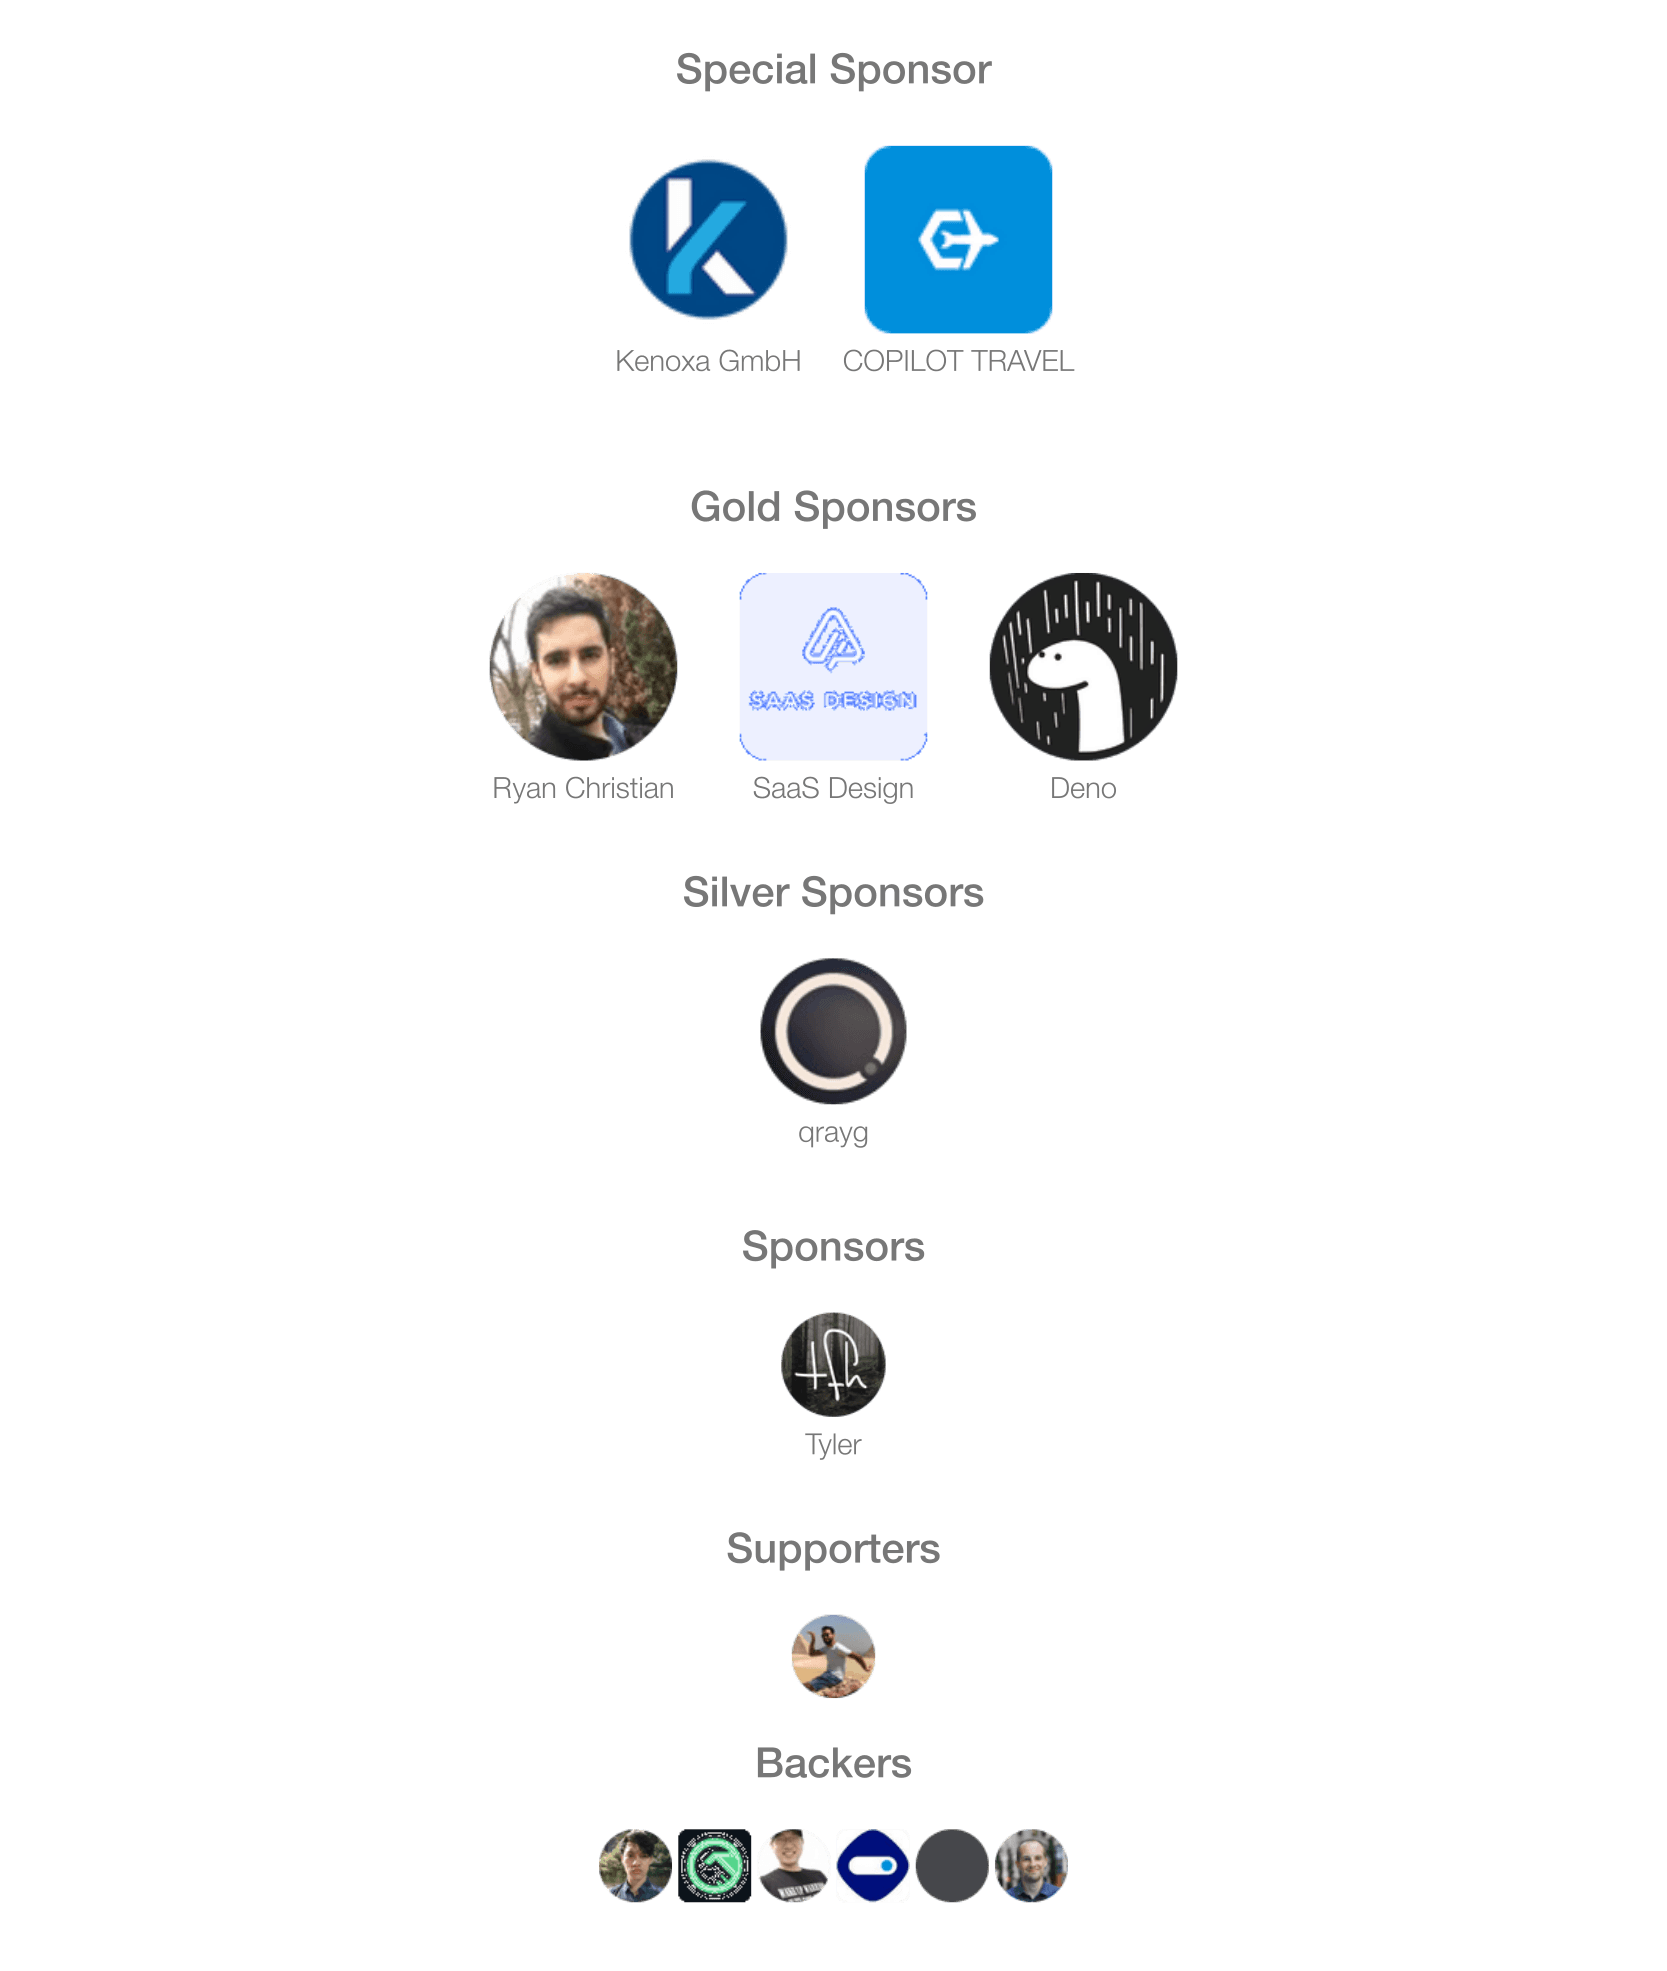 Special Sponsor
Kenoxa GmbH
COPILOT TRAVEL
Gold Sponsors
SAAS DESIGN
Ryan Christian
SaaS Design
Deno
Silver Sponsors
qrayg
Sponsors
tfh
Tyler
Supporters
Backers